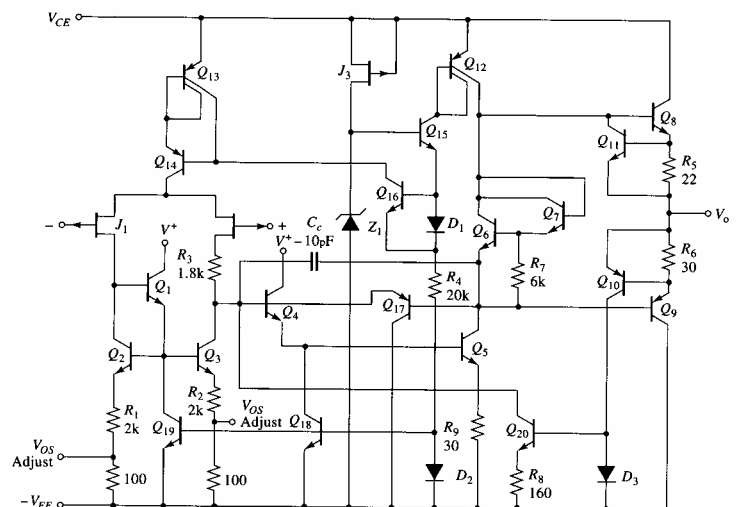 V_CE
Q_13
J_3
Q_12
Q_8
Q_15
Q_11
Q_14
R_5
22
Q_16
− J_1 +
C_c
Z_1
D_1
Q_7
V_o
V^+
V^+ − 10pF
Q_6
R_3
1.8k
R_6
30
R_4
20k
R_7
6k
Q_10
Q_1
Q_4
Q_17
Q_9
Q_2
Q_3
Q_5
R_2
2k
V_OS
Adjust
R_1
2k
Q_19
Q_18
R_9
30
Q_20
V_OS
Adjust
100
100
D_2
R_8
160
D_3
−V_EE